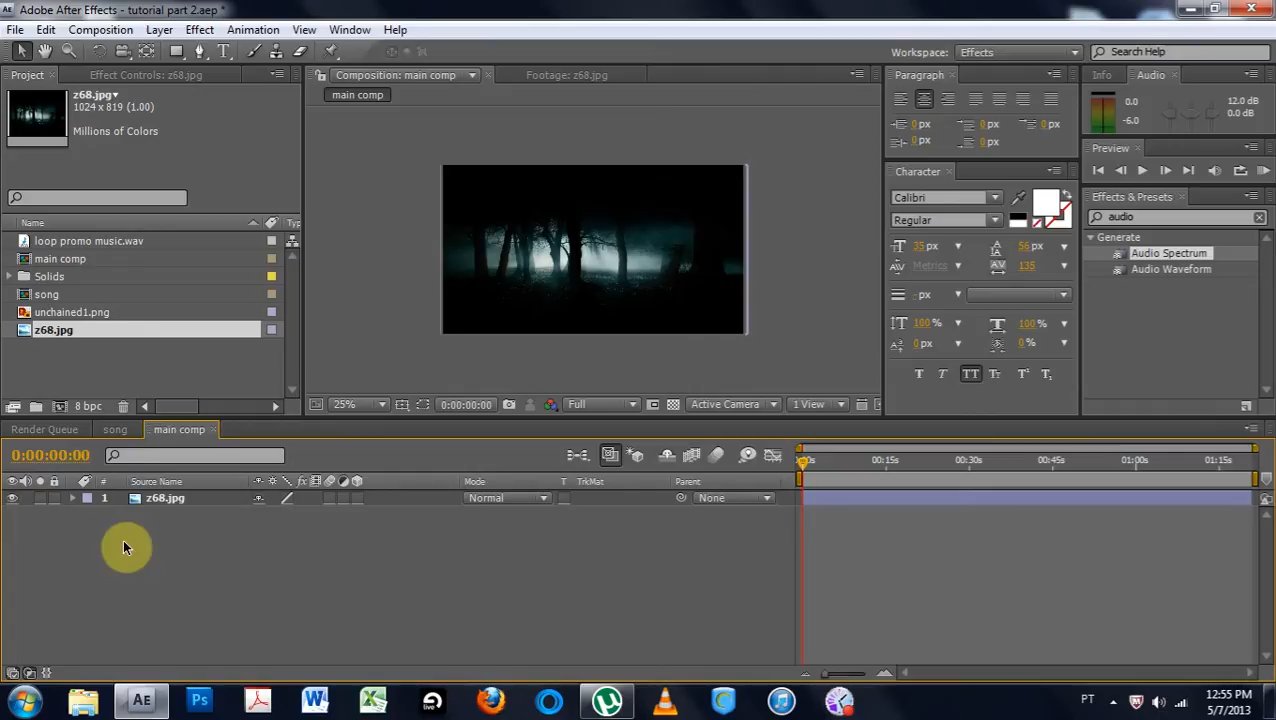 Adobe After Effects - tutorial part 2.aep *
File Edit Composition Layer Effect Animation View Window Help
Workspace: Effects Search Help
Project Effect Controls: z68.jpg Composition: main comp Footage: z68.jpg Paragraph Info Audio
z68.jpg
1024 x 819 (1.00)
Millions of Colors
main comp
0 px 0 px 0 px
0 px 0 px
0.0 12.0 dB
-6.0 0.0 dB
Preview
Character
Effects & Presets
Calibri
Regular
audio
Name Typ
Generate
loop promo music.wav
main comp
Solids
song
unchained1.png
z68.jpg
35 px 56 px
Metrics 135
- px
100 % 100 %
0 px 0 %
Audio Spectrum
Audio Waveform
T T TT Tr T T
8 bpc 25% 0:00:00:00 Full Active Camera 1 View
Render Queue song main comp
0:00:00:00
0s 00:15s 00:30s 00:45s 01:00s 01:15s
Source Name Mode T TrkMat Parent
1 z68.jpg Normal None
AE Ps W X live PT 12:55 PM
5/7/2013